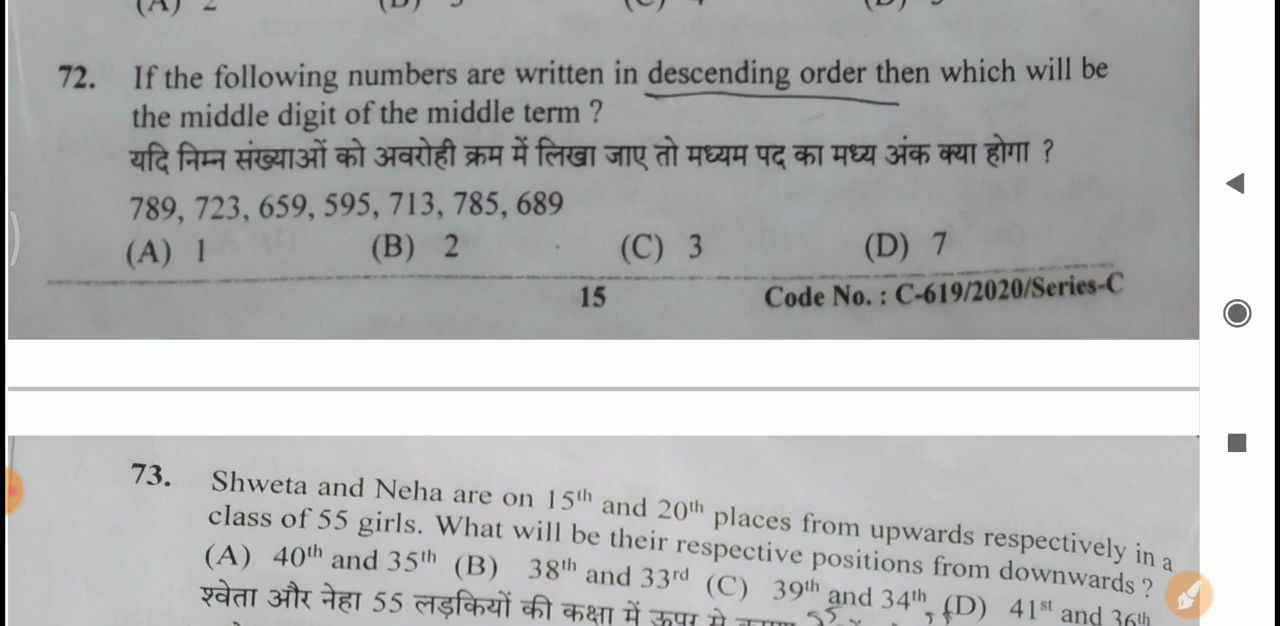 (A) 2 (B) (C) 4 (D)
72. If the following numbers are written in descending order then which will be
the middle digit of the middle term ?
यदि निम्न संख्याओं को अवरोही क्रम में लिखा जाए तो मध्यम पद का मध्य अंक क्या होगा ?
789, 723, 659, 595, 713, 785, 689
(A) 1 (B) 2 (C) 3 (D) 7
15 Code No. : C-619/2020/Series-C
73. Shweta and Neha are on 15th and 20th places from upwards respectively in a
class of 55 girls. What will be their respective positions from downwards ?
(A) 40th and 35th (B) 38th and 33rd (C) 39th and 34th (D) 41st and 36th
श्वेता और नेहा 55 लड़कियों की कक्षा में ऊपर से